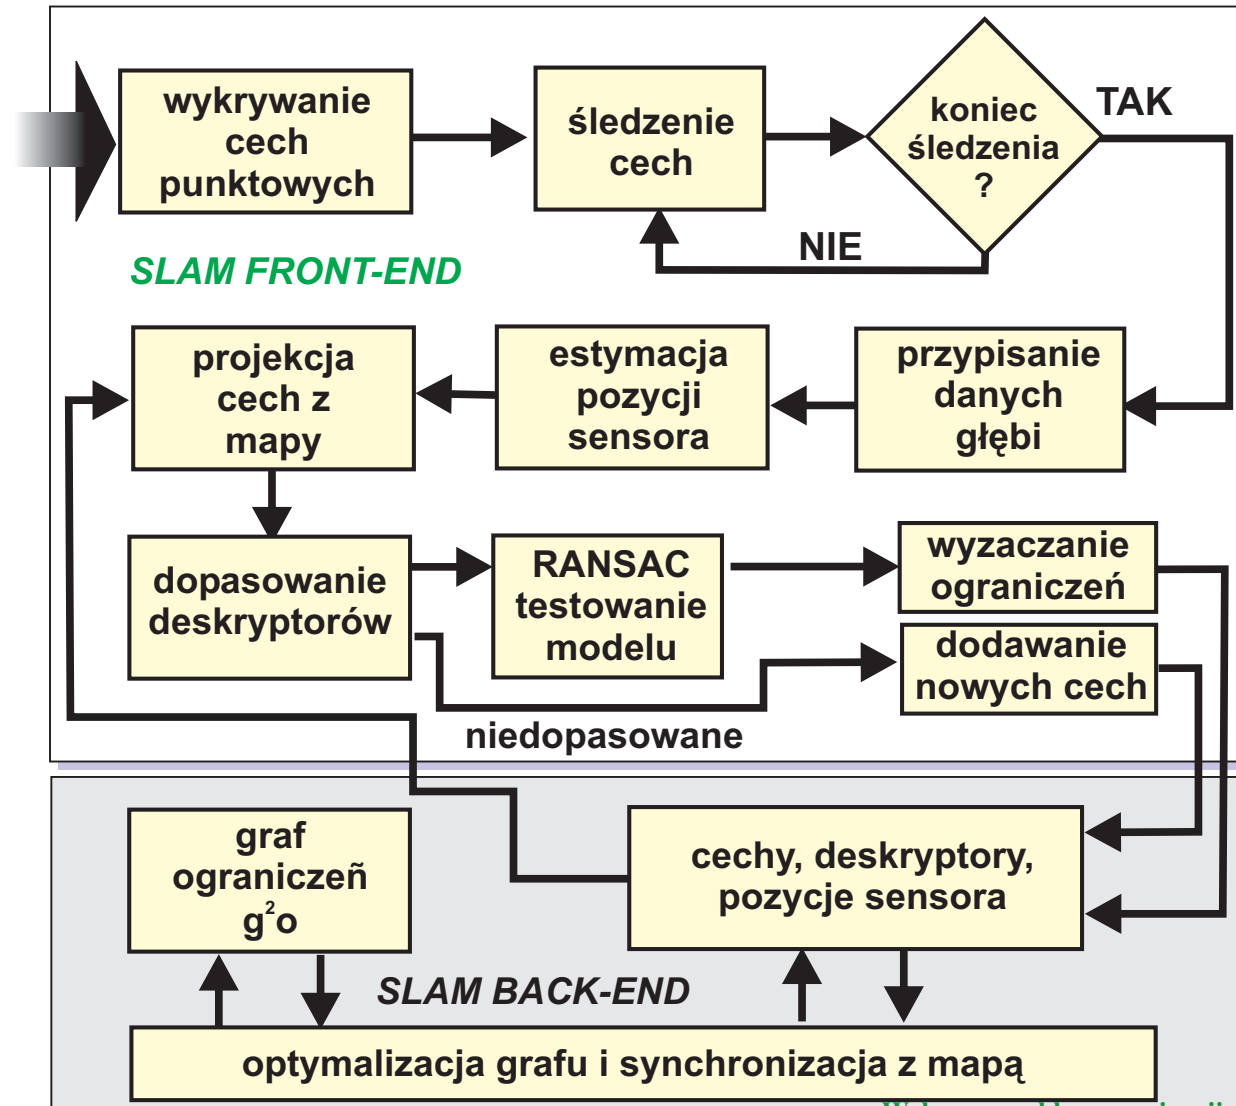 wykrywanie
cech
punktowych
śledzenie
cech
koniec
śledzenia
?
TAK
NIE
SLAM FRONT-END
projekcja
cech z
mapy
estymacja
pozycji
sensora
przypisanie
danych
głębi
dopasowanie
deskryptorów
RANSAC
testowanie
modelu
wyzaczanie
ograniczeń
dodawanie
nowych cech
niedopasowane
graf
ograniczeñ
g²o
cechy, deskryptory,
pozycje sensora
SLAM BACK-END
optymalizacja grafu i synchronizacja z mapą